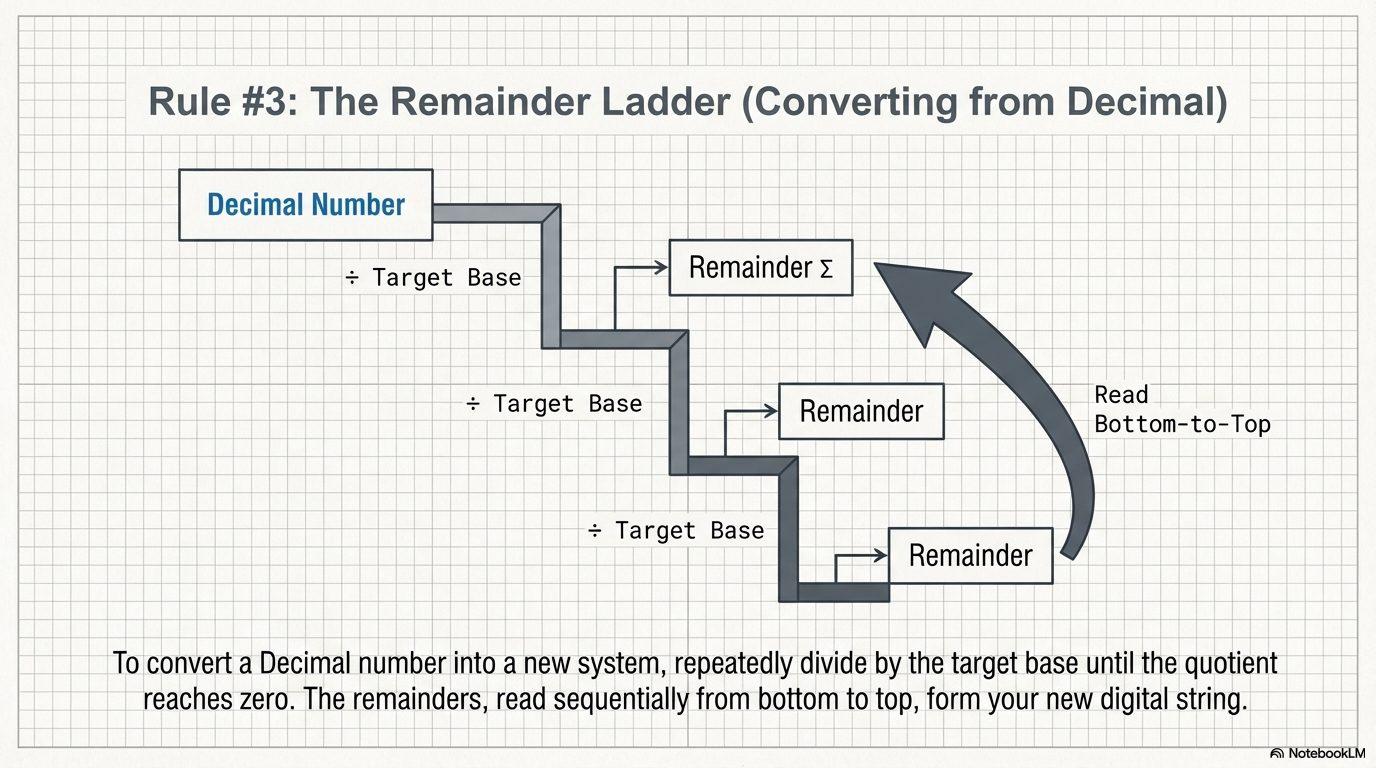 Rule #3: The Remainder Ladder (Converting from Decimal)
Decimal Number
÷ Target Base
Remainder Σ
÷ Target Base
Remainder
Read
Bottom-to-Top
÷ Target Base
Remainder
To convert a Decimal number into a new system, repeatedly divide by the target base until the quotient
reaches zero. The remainders, read sequentially from bottom to top, form your new digital string.
NotebookLM